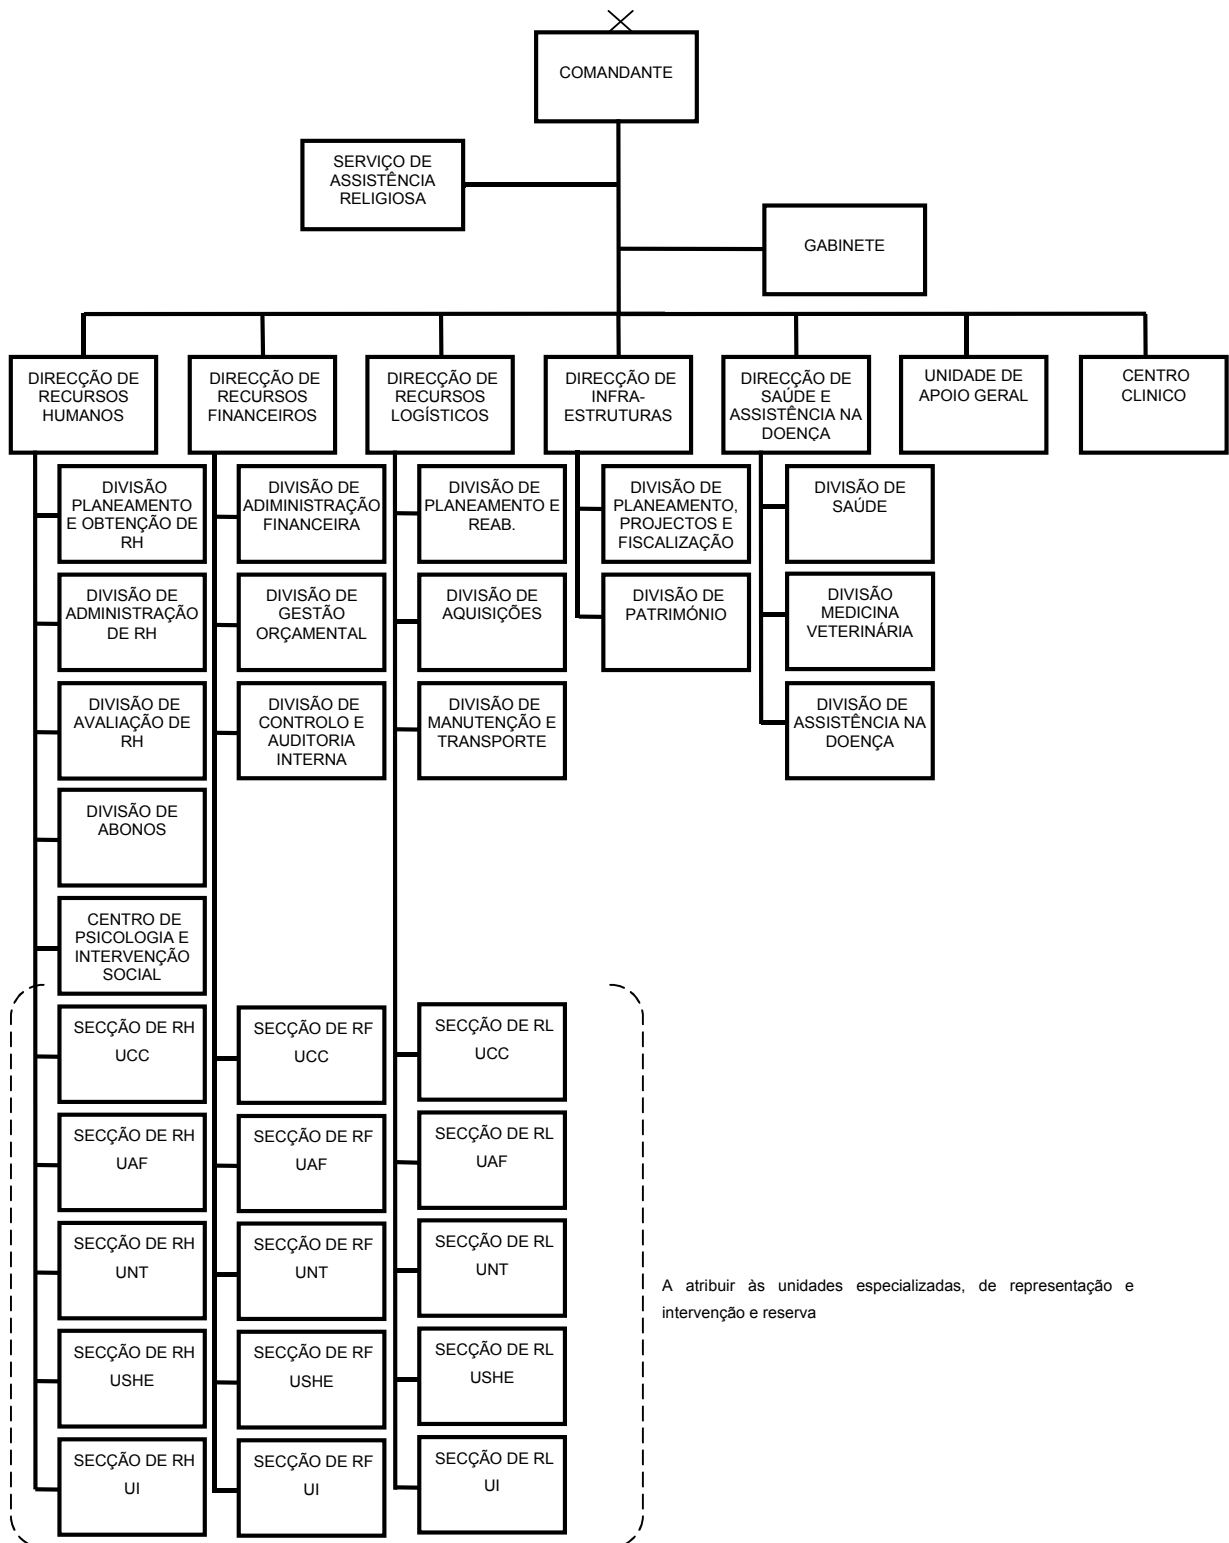 COMANDANTE
SERVIÇO DE
ASSISTÊNCIA
RELIGIOSA
GABINETE
DIRECÇÃO DE
RECURSOS
HUMANOS
DIRECÇÃO DE
RECURSOS
FINANCEIROS
DIRECÇÃO DE
RECURSOS
LOGÍSTICOS
DIRECÇÃO DE
INFRA-
ESTRUTURAS
DIRECÇÃO DE
SAÚDE E
ASSISTÊNCIA NA
DOENÇA
UNIDADE DE
APOIO GERAL
CENTRO
CLINICO
DIVISÃO
PLANEAMENTO
E OBTENÇÃO DE
RH
DIVISÃO DE
ADIMINISTRAÇÃO
FINANCEIRA
DIVISÃO DE
PLANEAMENTO E
REAB.
DIVISÃO DE
PLANEAMENTO,
PROJECTOS E
FISCALIZAÇÃO
DIVISÃO DE
SAÚDE
DIVISÃO DE
ADMINISTRAÇÃO
DE RH
DIVISÃO DE
GESTÃO
ORÇAMENTAL
DIVISÃO DE
AQUISIÇÕES
DIVISÃO DE
PATRIMÓNIO
DIVISÃO
MEDICINA
VETERINÁRIA
DIVISÃO DE
AVALIAÇÃO DE
RH
DIVISÃO DE
CONTROLO E
AUDITORIA
INTERNA
DIVISÃO DE
MANUTENÇÃO E
TRANSPORTE
DIVISÃO DE
ASSISTÊNCIA NA
DOENÇA
DIVISÃO DE
ABONOS
CENTRO DE
PSICOLOGIA E
INTERVENÇÃO
SOCIAL
SECÇÃO DE RH
UCC
SECÇÃO DE RF
UCC
SECÇÃO DE RL
UCC
SECÇÃO DE RH
UAF
SECÇÃO DE RF
UAF
SECÇÃO DE RL
UAF
SECÇÃO DE RH
UNT
SECÇÃO DE RF
UNT
SECÇÃO DE RL
UNT
A atribuir às unidades especializadas, de representação e
intervenção e reserva
SECÇÃO DE RH
USHE
SECÇÃO DE RF
USHE
SECÇÃO DE RL
USHE
SECÇÃO DE RH
UI
SECÇÃO DE RF
UI
SECÇÃO DE RL
UI